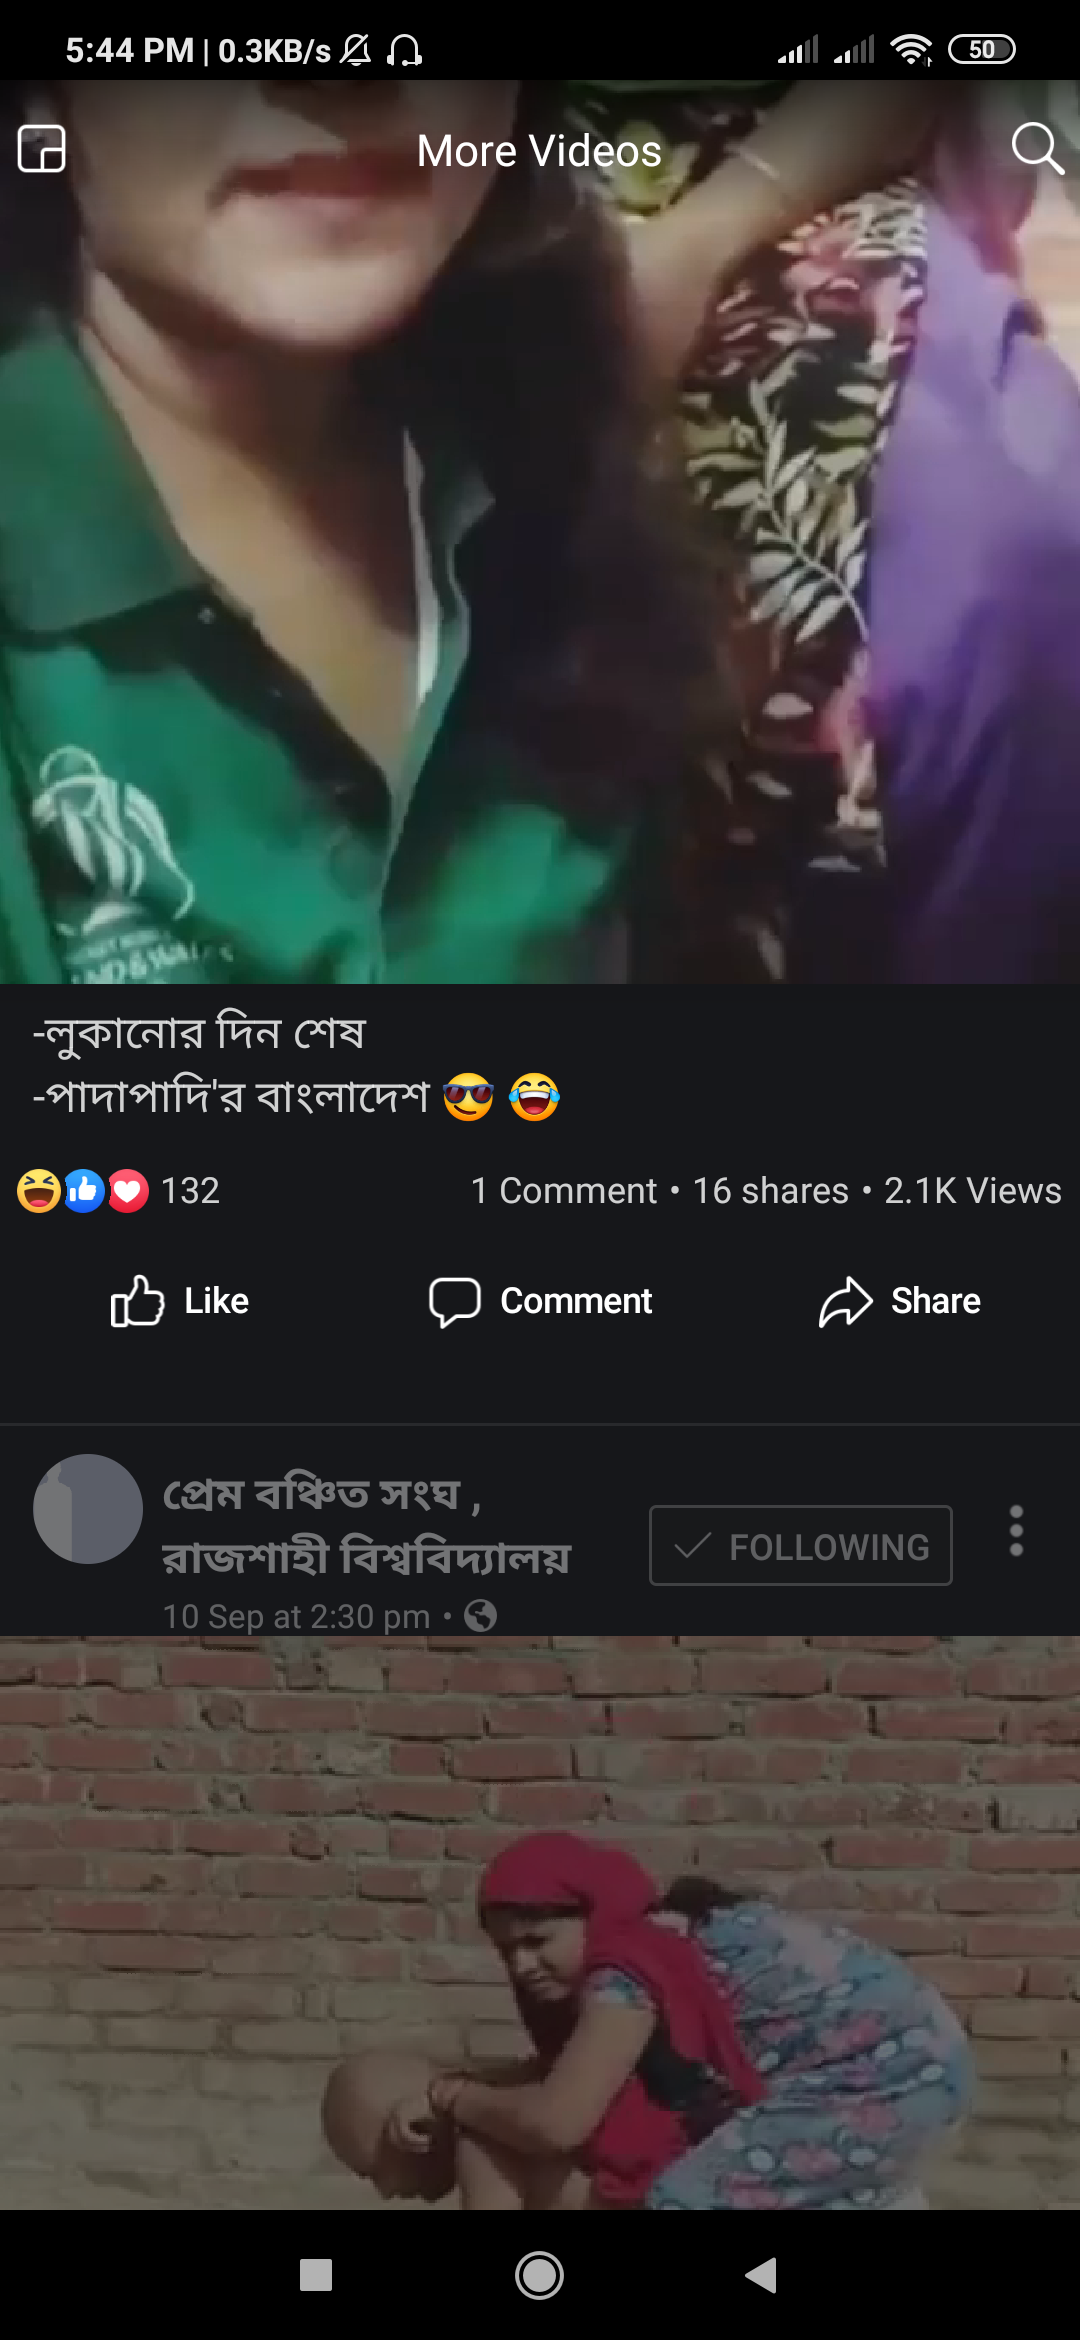 5:44 PM | 0.3KB/s
50
More Videos
-লুকানোর দিন শেষ
-পাদাপাদি'র বাংলাদেশ 😎 😂
132
1 Comment • 16 shares • 2.1K Views
Like
Comment
Share
প্রেম বঞ্চিত সংঘ ,
রাজশাহী বিশ্ববিদ্যালয়
FOLLOWING
10 Sep at 2:30 pm •